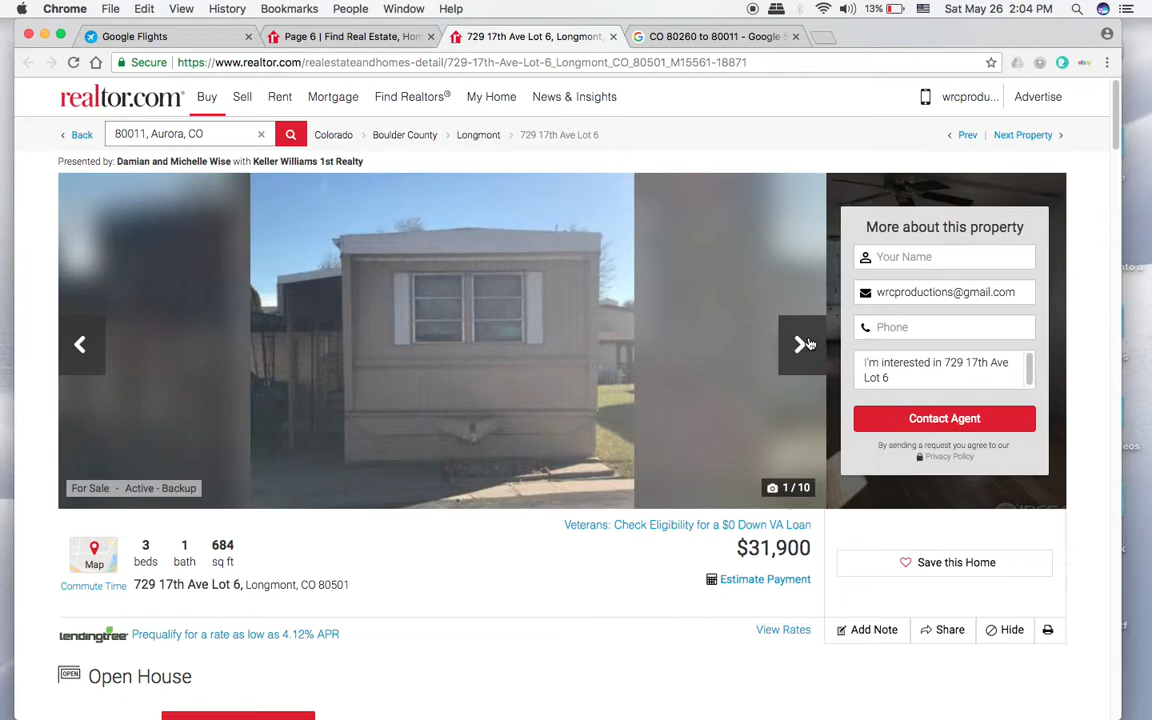 Chrome File Edit View History Bookmarks People Window Help 13% Sat May 26 2:04 PM
Google Flights
Page 6 | Find Real Estate, Hom
729 17th Ave Lot 6, Longmont,
CO 80260 to 80011 - Google S
Secure https://www.realtor.com/realestateandhomes-detail/729-17th-Ave-Lot-6_Longmont_CO_80501_M15561-18871
ebay
realtor.com® Buy Sell Rent Mortgage Find Realtors® My Home News & Insights wrcprodu... Advertise
Back 80011, Aurora, CO Colorado Boulder County Longmont 729 17th Ave Lot 6 Prev Next Property
Presented by: Damian and Michelle Wise with Keller Williams 1st Realty
More about this property
Your Name
wrcproductions@gmail.com
Phone
I'm interested in 729 17th Ave
Lot 6
Contact Agent
By sending a request you agree to our
Privacy Policy
For Sale - Active - Backup
1 / 10
Veterans: Check Eligibility for a $0 Down VA Loan
Map
3 1 684
beds bath sq ft
$31,900
Save this Home
Commute Time 729 17th Ave Lot 6, Longmont, CO 80501
Estimate Payment
lendingtree Prequalify for a rate as low as 4.12% APR
View Rates
Add Note Share Hide
OPEN Open House